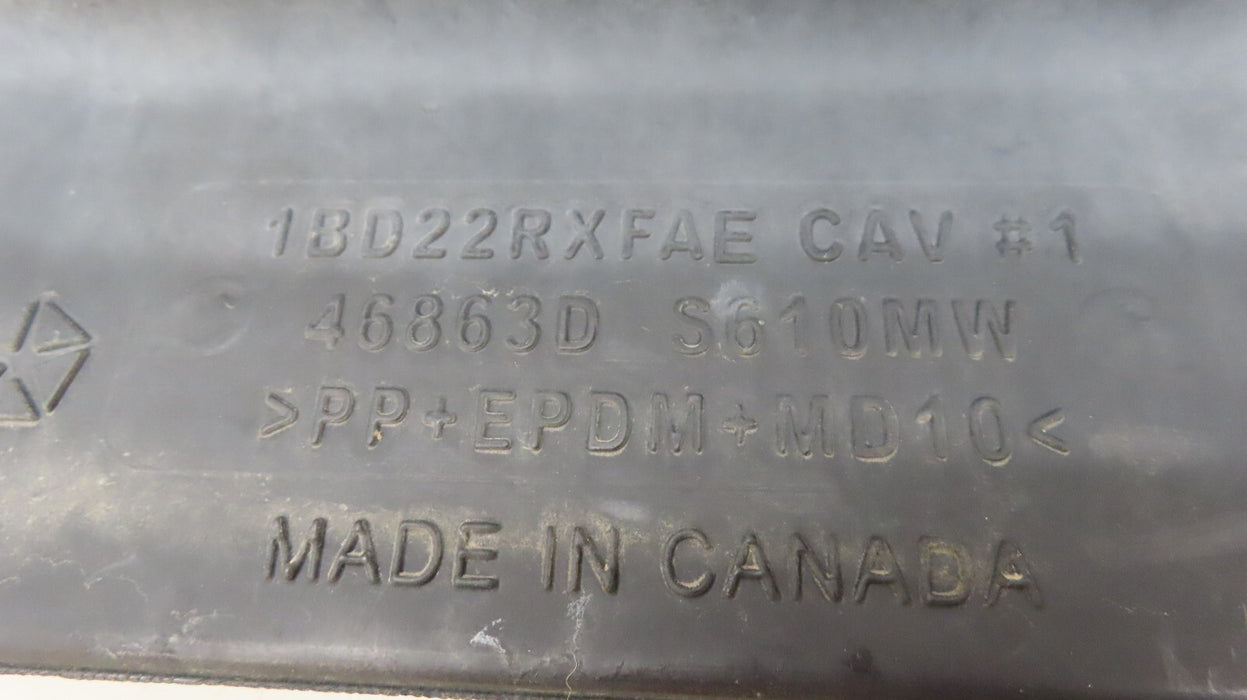 1BD22RXFAE CAV #1
46863D S610MW
>PP+EPDM+MD10<
MADE IN CANADA